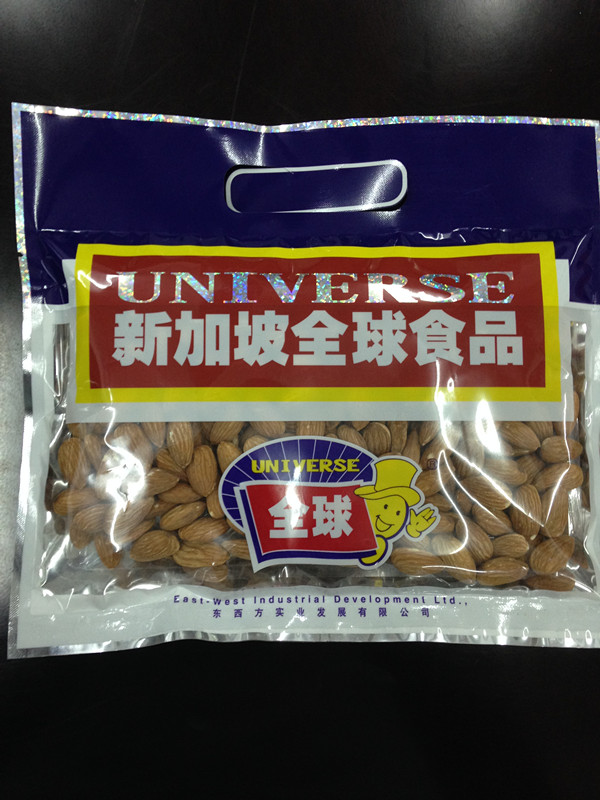 UNIVERSE
新加坡全球食品
UNIVERSE
全球
East-West Industrial Development Ltd.,
东西方实业发展有限公司